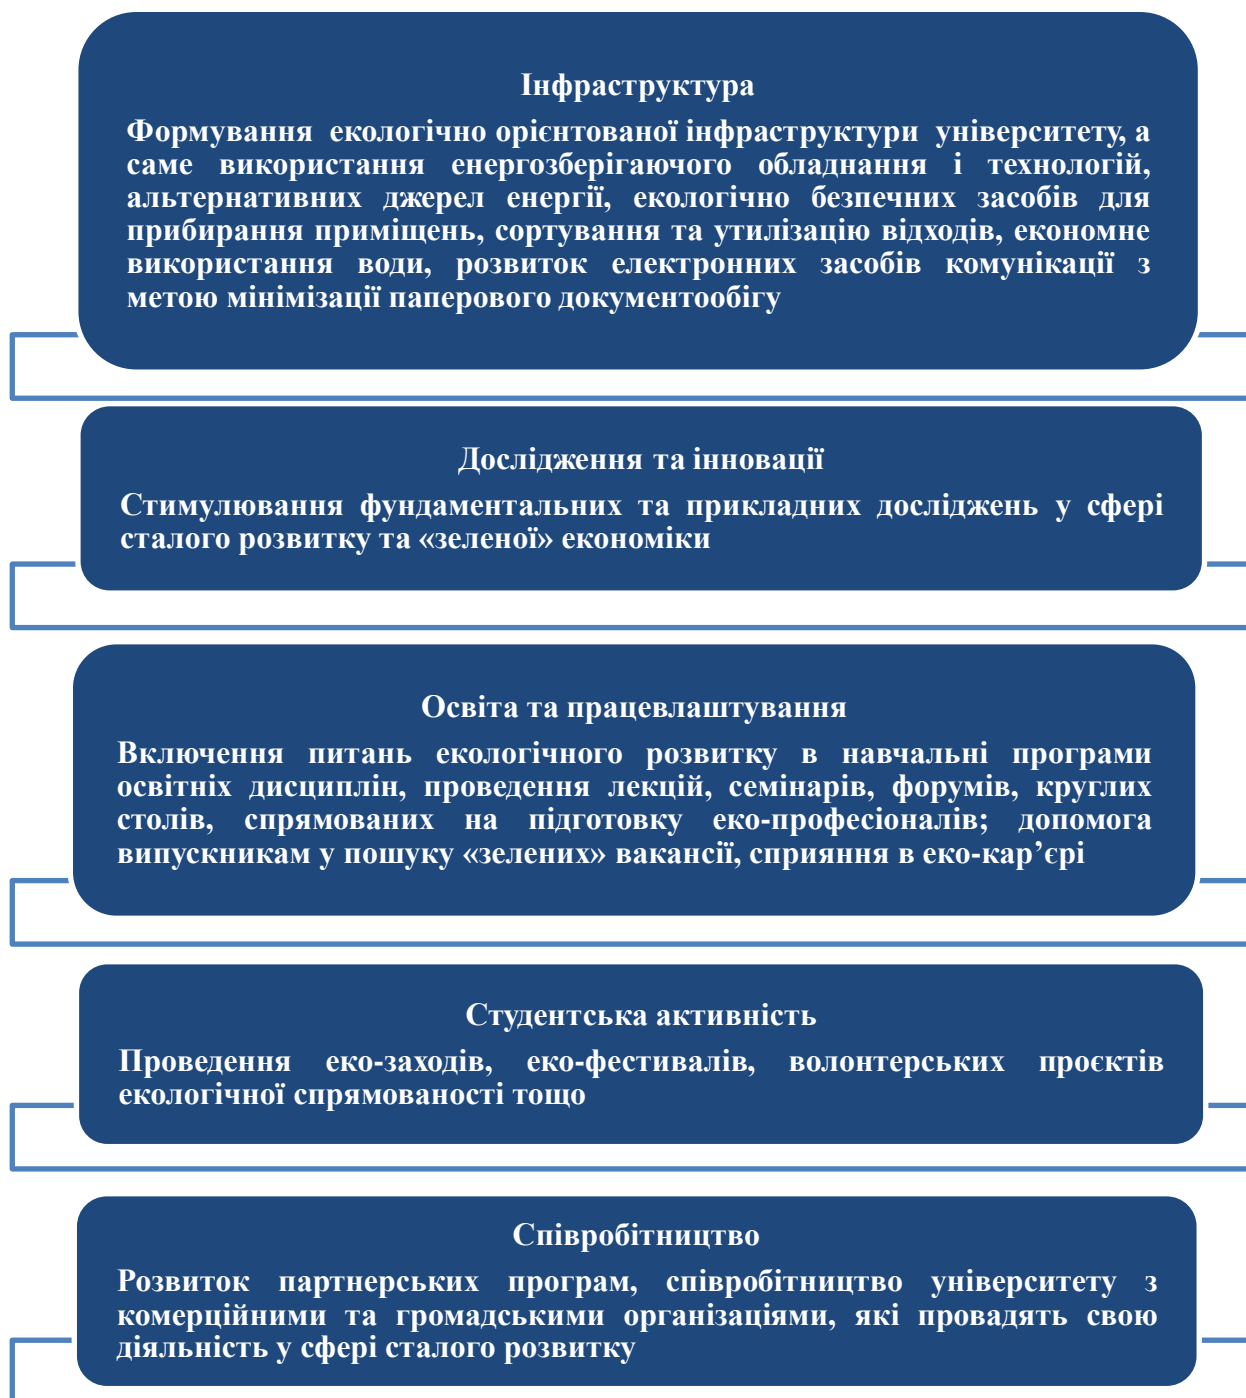 Інфраструктура
Формування екологічно орієнтованої інфраструктури університету, а
саме використання енергозберігаючого обладнання і технологій,
альтернативних джерел енергії, екологічно безпечних засобів для
прибирання приміщень, сортування та утилізацію відходів, економне
використання води, розвиток електронних засобів комунікації з
метою мінімізації паперового документообігу
Дослідження та інновації
Стимулювання фундаментальних та прикладних досліджень у сфері
сталого розвитку та «зеленої» економіки
Освіта та працевлаштування
Включення питань екологічного розвитку в навчальні програми
освітніх дисциплін, проведення лекцій, семінарів, форумів, круглих
столів, спрямованих на підготовку еко-професіоналів; допомога
випускникам у пошуку «зелених» вакансії, сприяння в еко-кар’єрі
Студентська активність
Проведення еко-заходів, еко-фестивалів, волонтерських проєктів
екологічної спрямованості тощо
Співробітництво
Розвиток партнерських програм, співробітництво університету з
комерційними та громадськими організаціями, які провадять свою
діяльність у сфері сталого розвитку